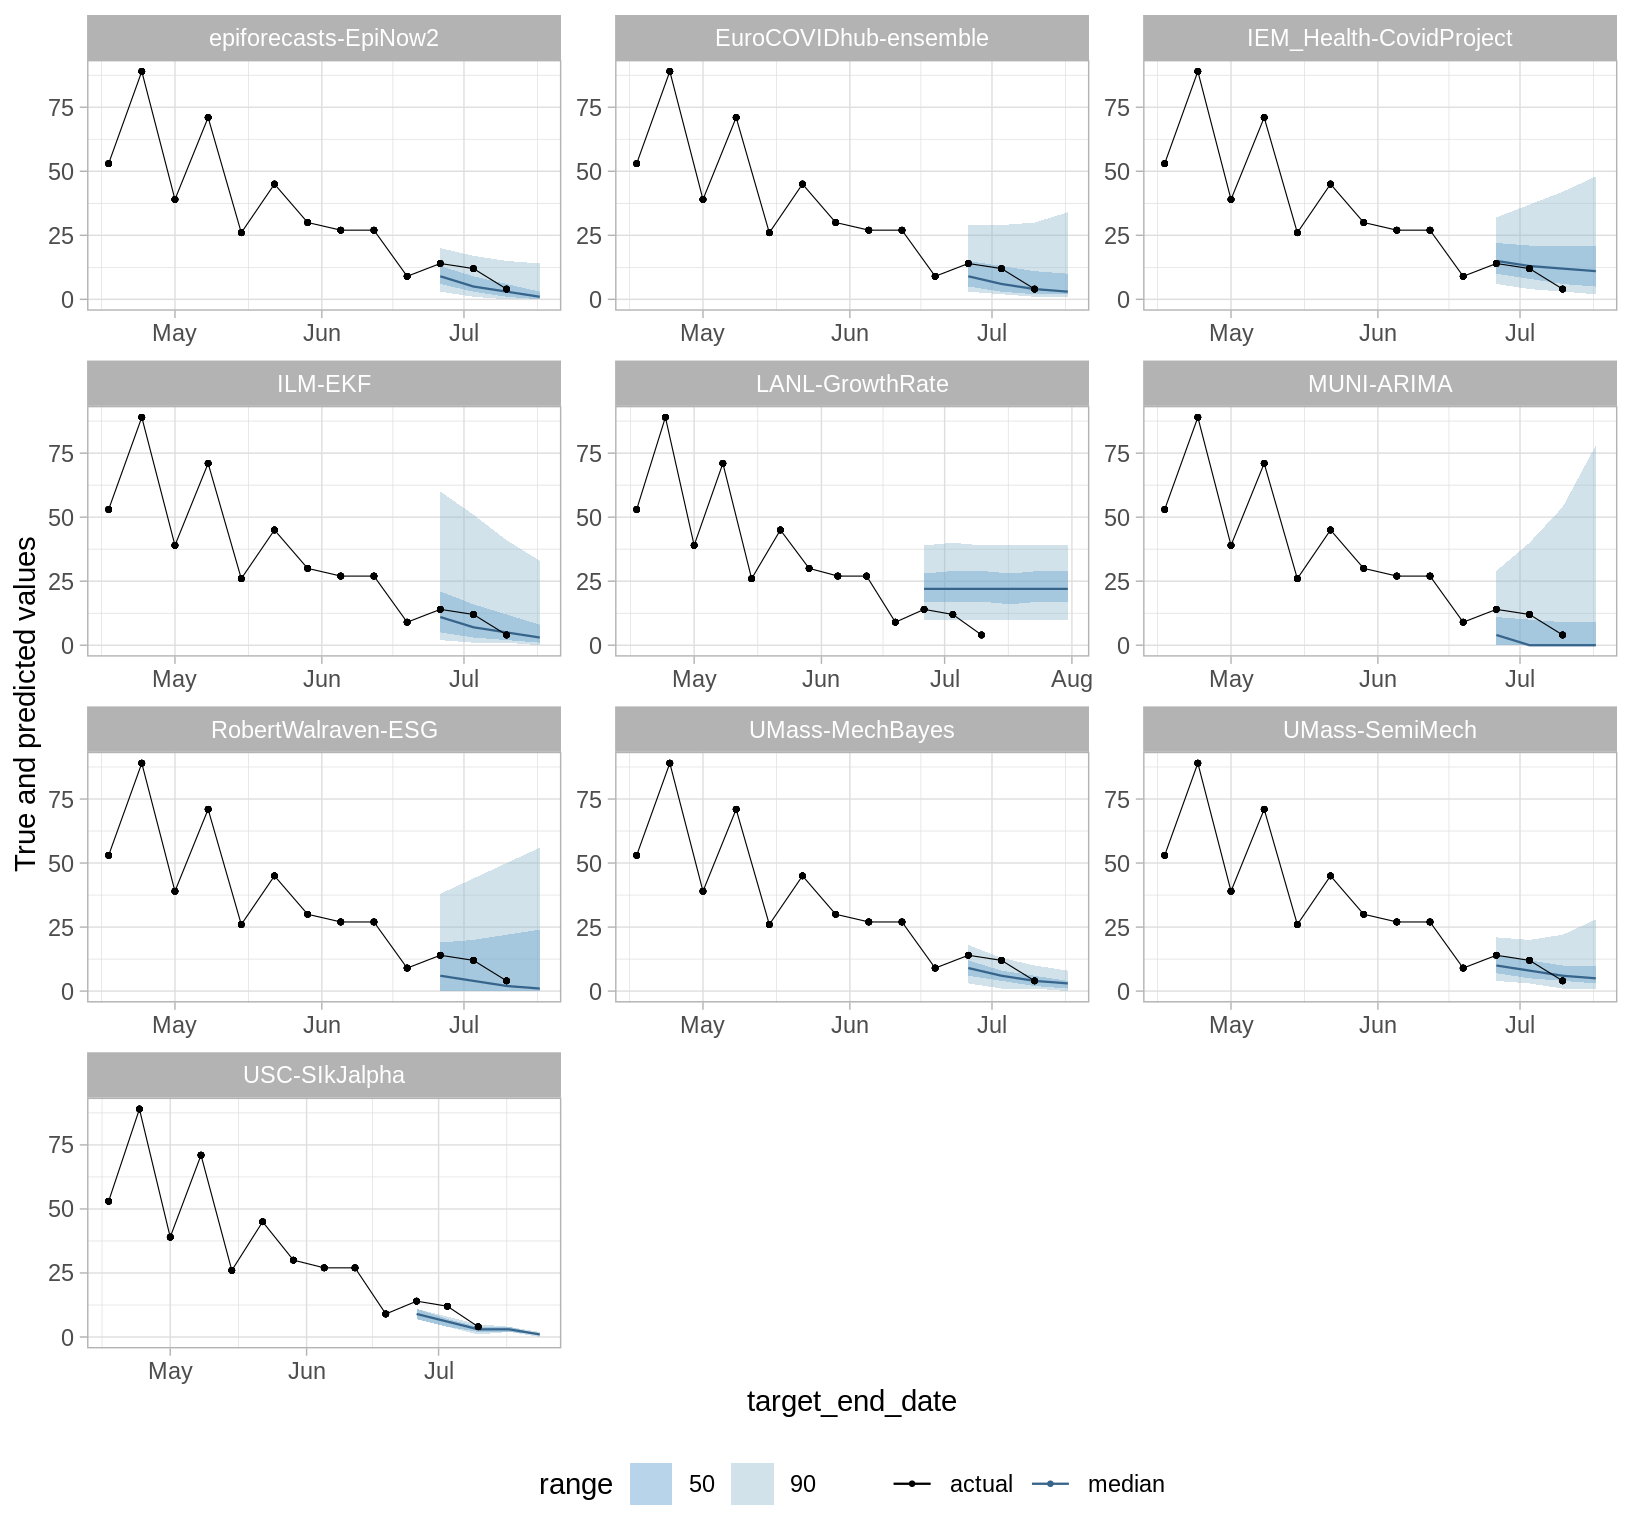 epiforecasts-EpiNow2
EuroCOVIDhub-ensemble
IEM_Health-CovidProject
75
50
25
0
May Jun Jul
75
50
25
0
May Jun Jul
75
50
25
0
May Jun Jul
ILM-EKF
LANL-GrowthRate
MUNI-ARIMA
75
50
25
0
May Jun Jul
75
50
25
0
May Jun Jul Aug
75
50
25
0
May Jun Jul
True and predicted values
RobertWalraven-ESG
UMass-MechBayes
UMass-SemiMech
75
50
25
0
May Jun Jul
75
50
25
0
May Jun Jul
75
50
25
0
May Jun Jul
USC-SIkJalpha
75
50
25
0
May Jun Jul
target_end_date
range 50 90 actual median